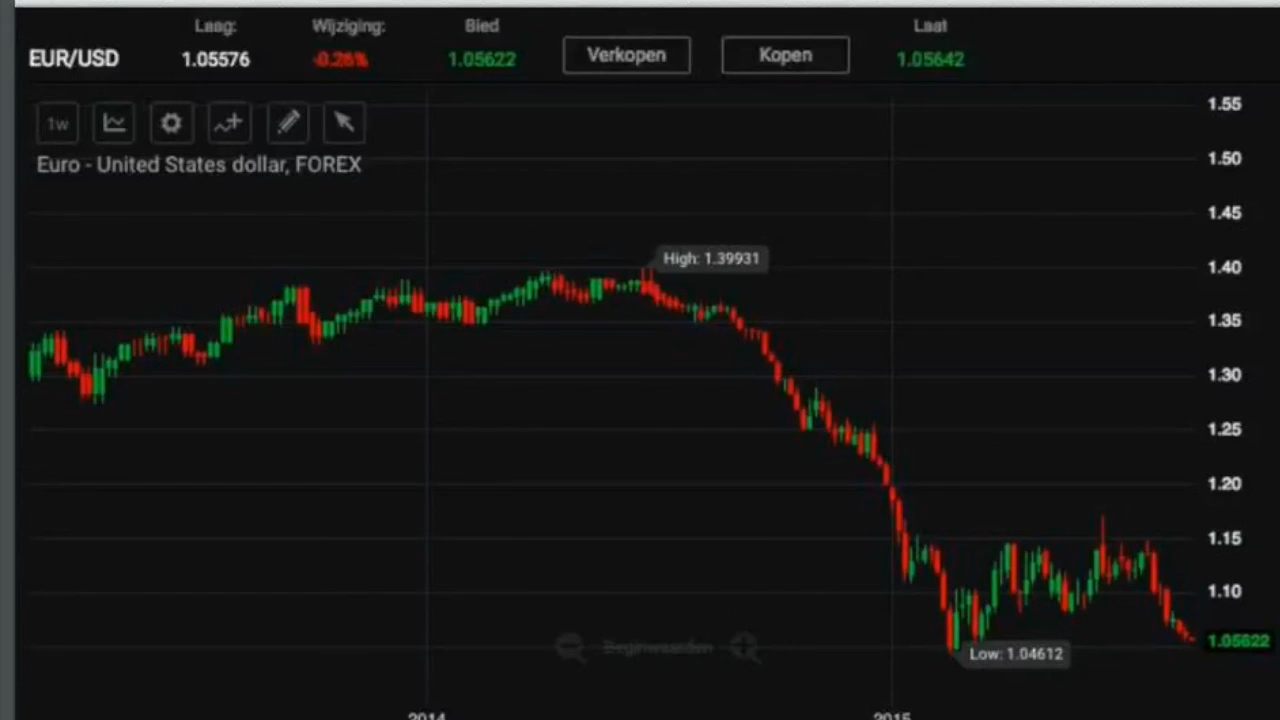 Laag: Wijziging: Bied Laat
EUR/USD 1.05576 -0.26% 1.05622 Verkopen Kopen 1.05642
1w
Euro - United States dollar, FOREX
1.55
1.50
1.45
High: 1.39931
1.40
1.35
1.30
1.25
1.20
1.15
1.10
1.05622
Beginwaarden
Low: 1.04612
2014 2015